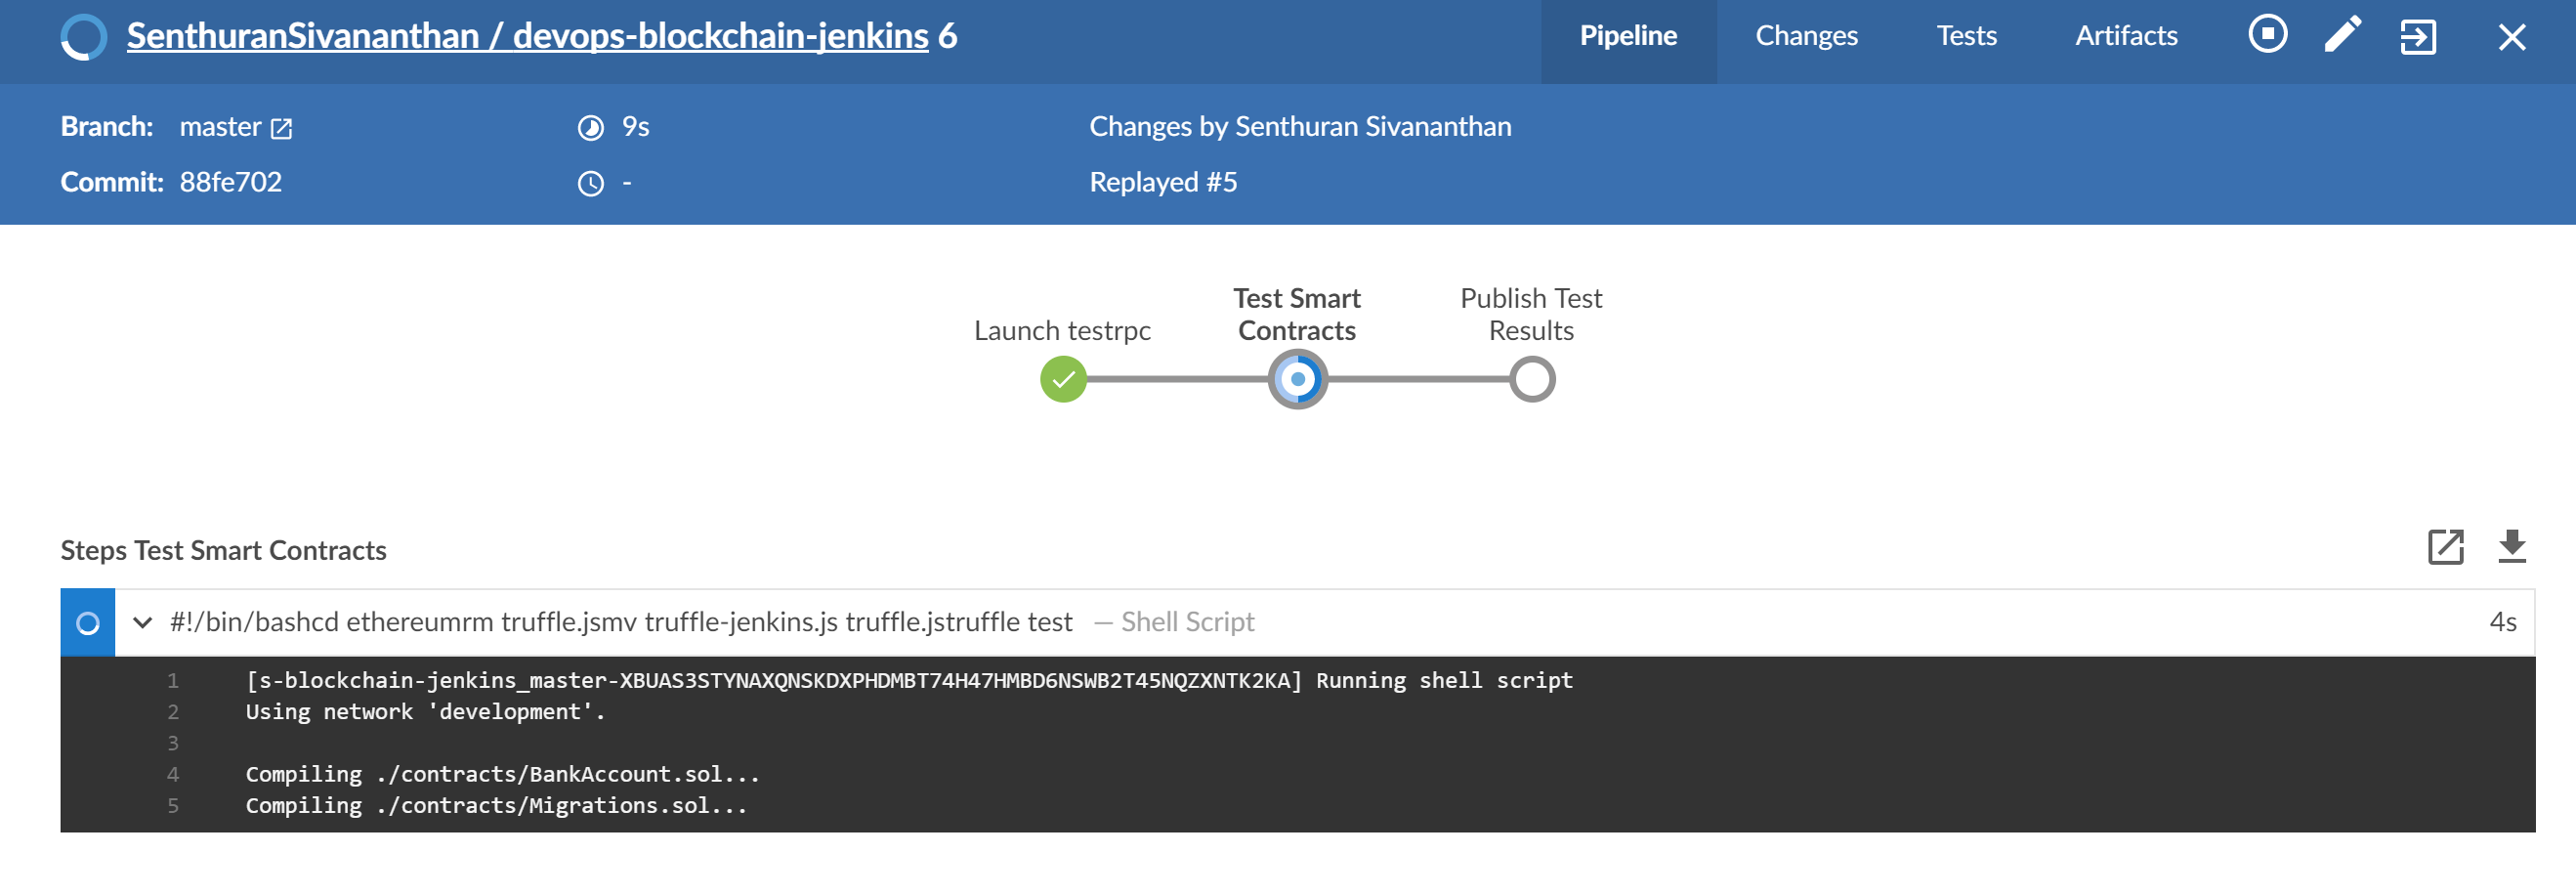 SenthuranSivananthan / devops-blockchain-jenkins 6
Pipeline
Changes
Tests
Artifacts
Branch: master
9s
Changes by Senthuran Sivananthan
Commit: 88fe702
-
Replayed #5
Launch testrpc
Test Smart
Contracts
Publish Test
Results
Steps Test Smart Contracts
#!/bin/bashcd ethereumrm truffle.jsmv truffle-jenkins.js truffle.jstruffle test — Shell Script
4s
1 [s-blockchain-jenkins_master-XBUAS3STYNAXQNSKDXPHDMBT74H47HMBD6NSWB2T45NQZXNTK2KA] Running shell script
2 Using network 'development'.
3
4 Compiling ./contracts/BankAccount.sol...
5 Compiling ./contracts/Migrations.sol...